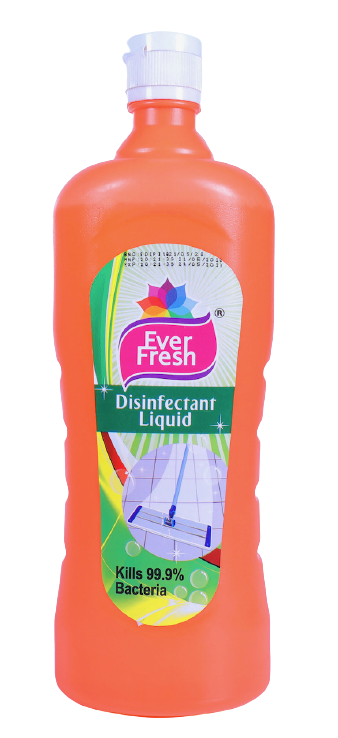 ®
Ever
Fresh
Disinfectant
Liquid
Kills 99.9%
Bacteria